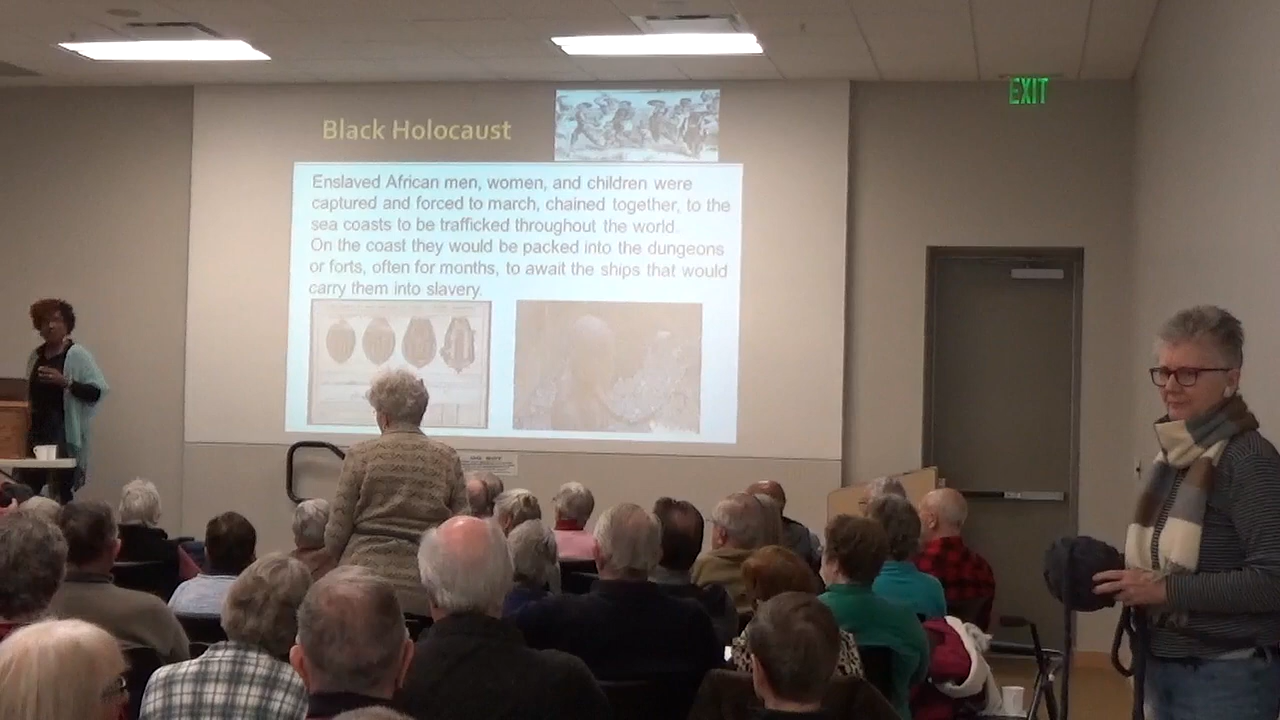 EXIT
Black Holocaust
Enslaved African men, women, and children were
captured and forced to march, chained together, to the
sea coasts to be trafficked throughout the world.
On the coast they would be packed into the dungeons
or forts, often for months, to await the ships that would
carry them into slavery.